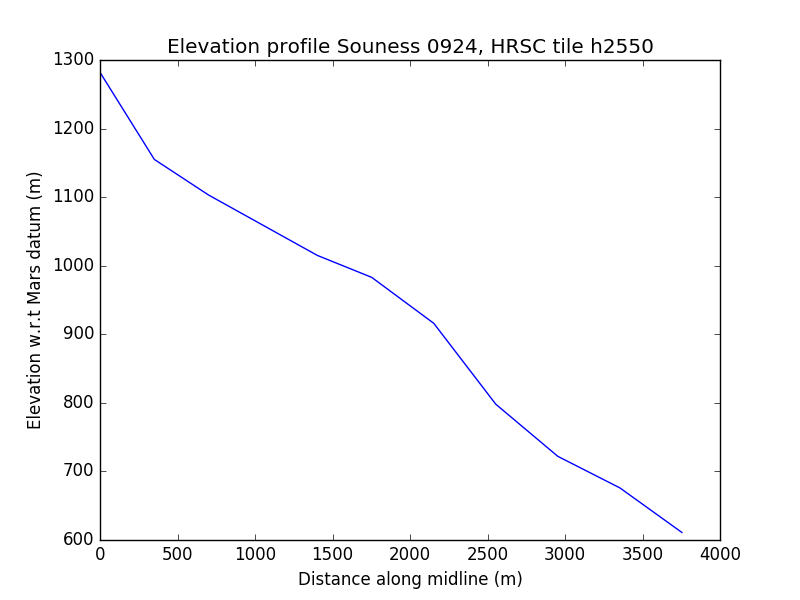 Elevation profile Souness 0924, HRSC tile h2550
1300
1200
1100
1000
900
800
700
600
Elevation w.r.t Mars datum (m)
0 500 1000 1500 2000 2500 3000 3500 4000
Distance along midline (m)